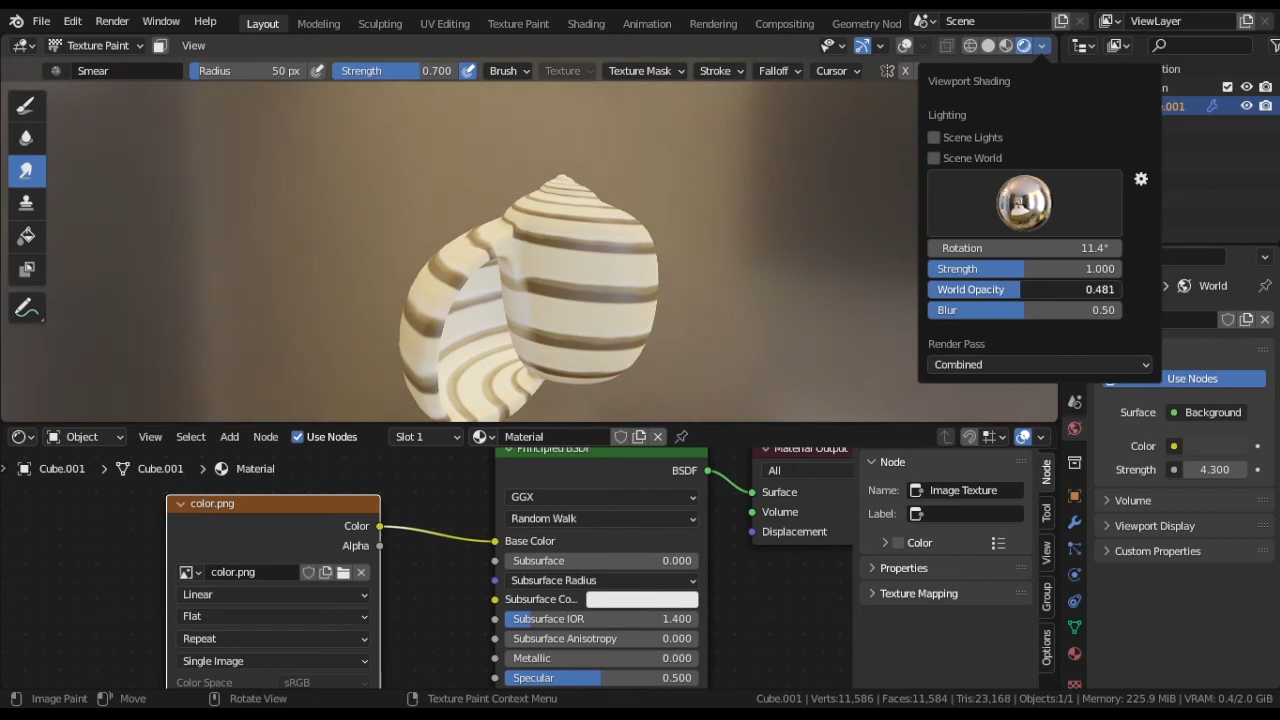 File Edit Render Window Help Layout Modeling Sculpting UV Editing Texture Paint Shading Animation Rendering Compositing Geometry Nod Scene ViewLayer
Texture Paint View
Smear Radius 50 px Strength 0.700 Brush Texture Texture Mask Stroke Falloff Cursor X
Viewport Shading
Lighting
Scene Lights
Scene World
Rotation 11.4°
Strength 1.000
World Opacity 0.481
Blur 0.50
Render Pass
Combined
.001
World
Use Nodes
Surface Background
Color
Strength 4.300
Volume
Viewport Display
Custom Properties
Object View Select Add Node Use Nodes Slot 1 Material
Cube.001 > Cube.001 > Material
color.png
Color
Alpha
color.png
Linear
Flat
Repeat
Single Image
Color Space sRGB
Principled BSDF
BSDF
GGX
Random Walk
Base Color
Subsurface 0.000
Subsurface Radius
Subsurface Co...
Subsurface IOR 1.400
Subsurface Anisotropy 0.000
Metallic 0.000
Specular 0.500
Material Output
All
Surface
Volume
Displacement
Node
Name: Image Texture
Label:
Color
Properties
Texture Mapping
Node
Tool
View
Group
Options
Image Paint Move Rotate View Texture Paint Context Menu Cube.001 | Verts:11,586 | Faces:11,584 | Tris:23,168 | Objects:1/1 | Memory: 225.9 MiB | VRAM: 0.4/2.0 GiB